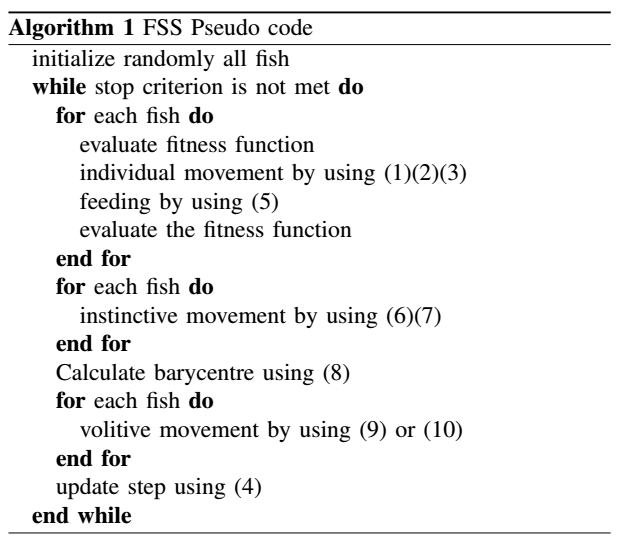 Algorithm 1 FSS Pseudo code
initialize randomly all fish
while stop criterion is not met do
for each fish do
evaluate fitness function
individual movement by using (1)(2)(3)
feeding by using (5)
evaluate the fitness function
end for
for each fish do
instinctive movement by using (6)(7)
end for
Calculate barycentre using (8)
for each fish do
volitive movement by using (9) or (10)
end for
update step using (4)
end while